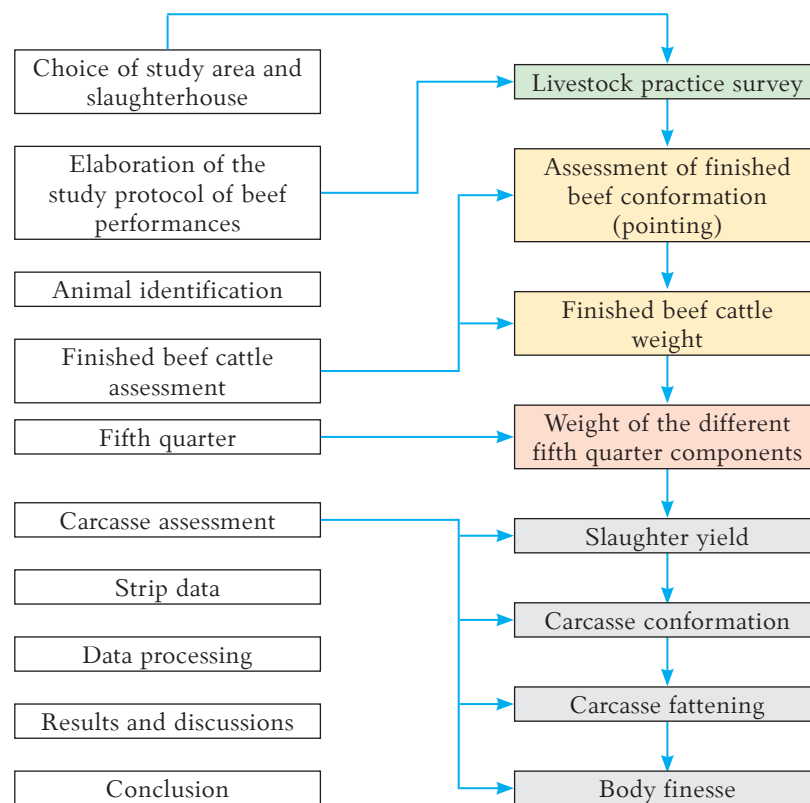 Choice of study area and
slaughterhouse
Elaboration of the
study protocol of beef
performances
Animal identification
Finished beef cattle
assessment
Fifth quarter
Carcasse assessment
Strip data
Data processing
Results and discussions
Conclusion
Livestock practice survey
Assessment of finished
beef conformation
(pointing)
Finished beef cattle
weight
Weight of the different
fifth quarter components
Slaughter yield
Carcasse conformation
Carcasse fattening
Body finesse